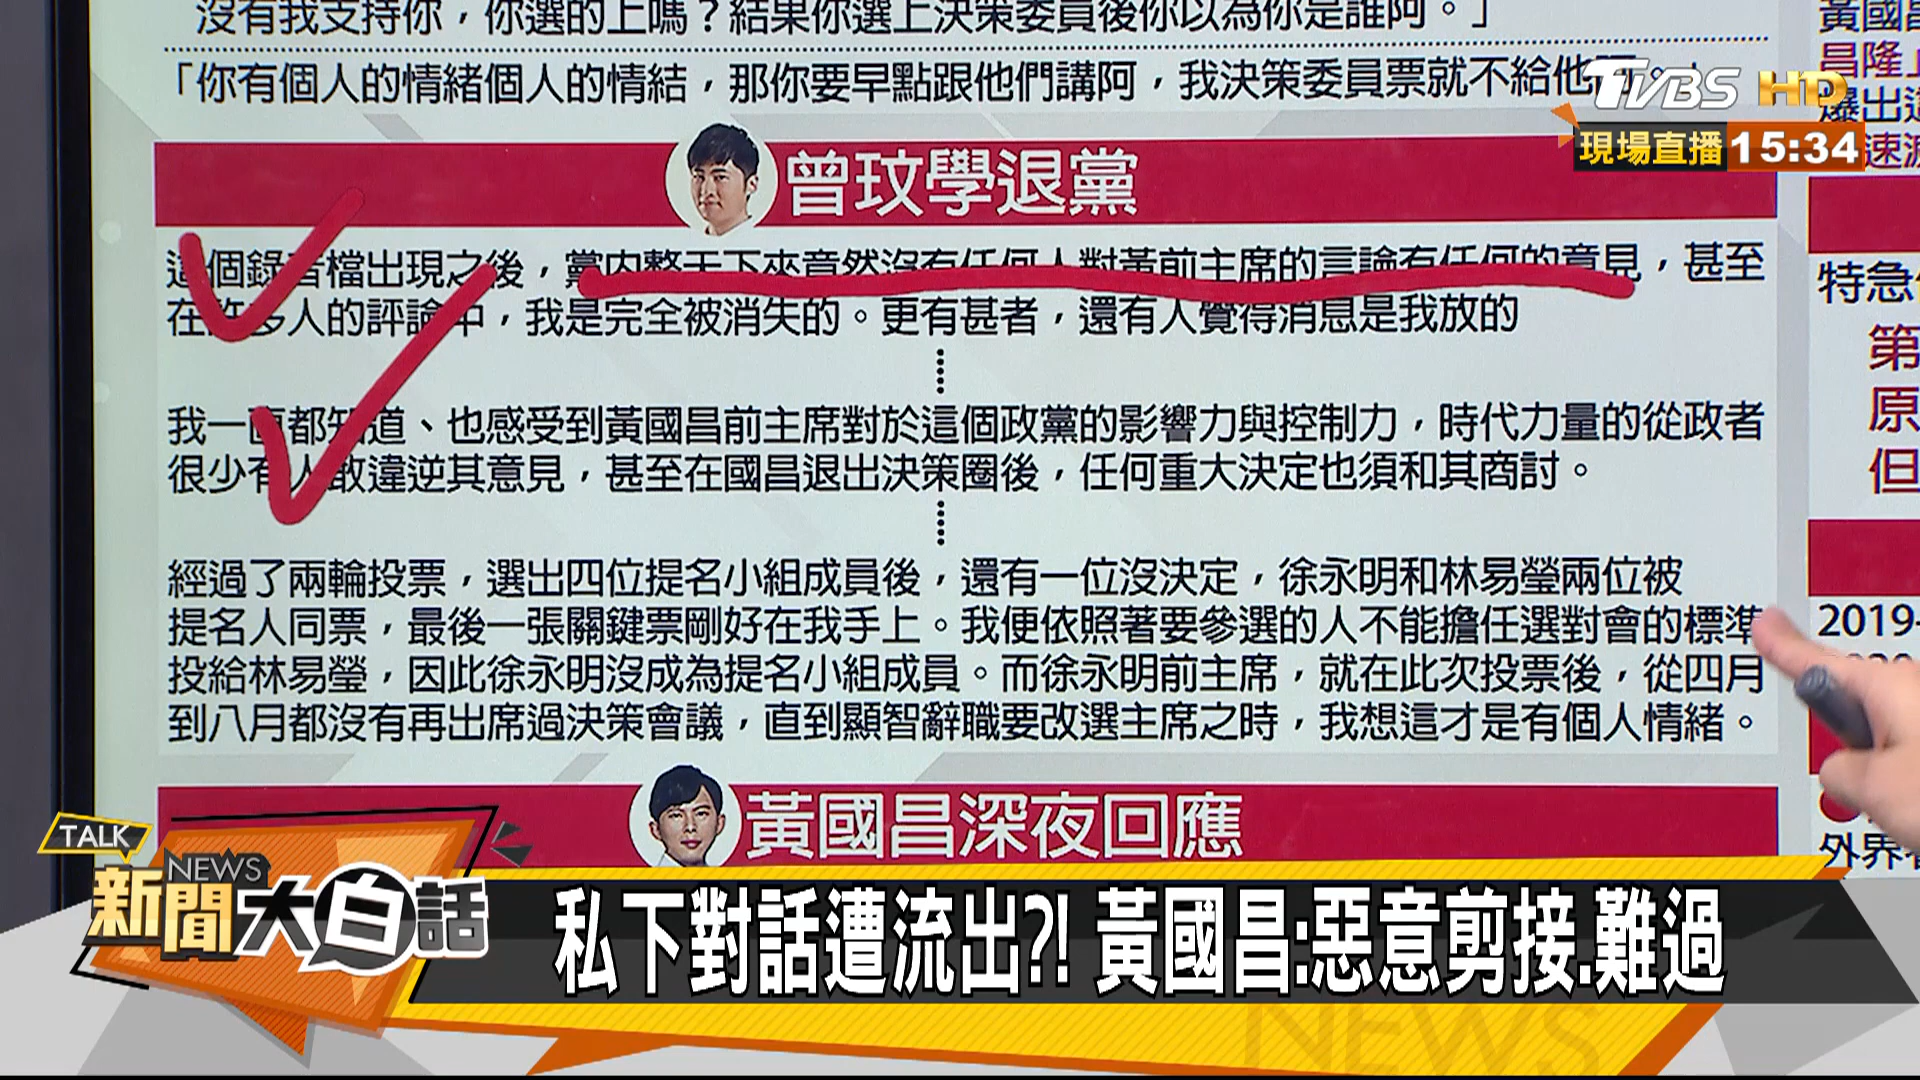 沒有我支持你，你選的上嗎？結果你選上決策委員後你以為你是誰阿。」
「你有個人的情緒個人的情結，那你要早點跟他們講阿，我決策委員票就不給他
TVBS HD
現場直播 15:34
曾玟學退黨
這個錄音檔出現之後，黨內整天下來竟然沒有任何人對黃前主席的言論有任何的意見，甚至
在許多人的評論中，我是完全被消失的。更有甚者，還有人覺得消息是我放的
我一直都知道、也感受到黃國昌前主席對於這個政黨的影響力與控制力，時代力量的從政者
很少有人敢違逆其意見，甚至在國昌退出決策圈後，任何重大決定也須和其商討。
經過了兩輪投票，選出四位提名小組成員後，還有一位沒決定，徐永明和林易瑩兩位被
提名人同票，最後一張關鍵票剛好在我手上。我便依照著要參選的人不能擔任選對會的標準
投給林易瑩，因此徐永明沒成為提名小組成員。而徐永明前主席，就在此次投票後，從四月
到八月都沒有再出席過決策會議，直到顯智辭職要改選主席之時，我想這才是有個人情緒。
黃國昌深夜回應
黃國昌
昌隆
爆出
速
特急
第
原
但
2019-
外界
TALK
NEWS
新聞大白話
私下對話遭流出?! 黃國昌:惡意剪接.難過
NEWS